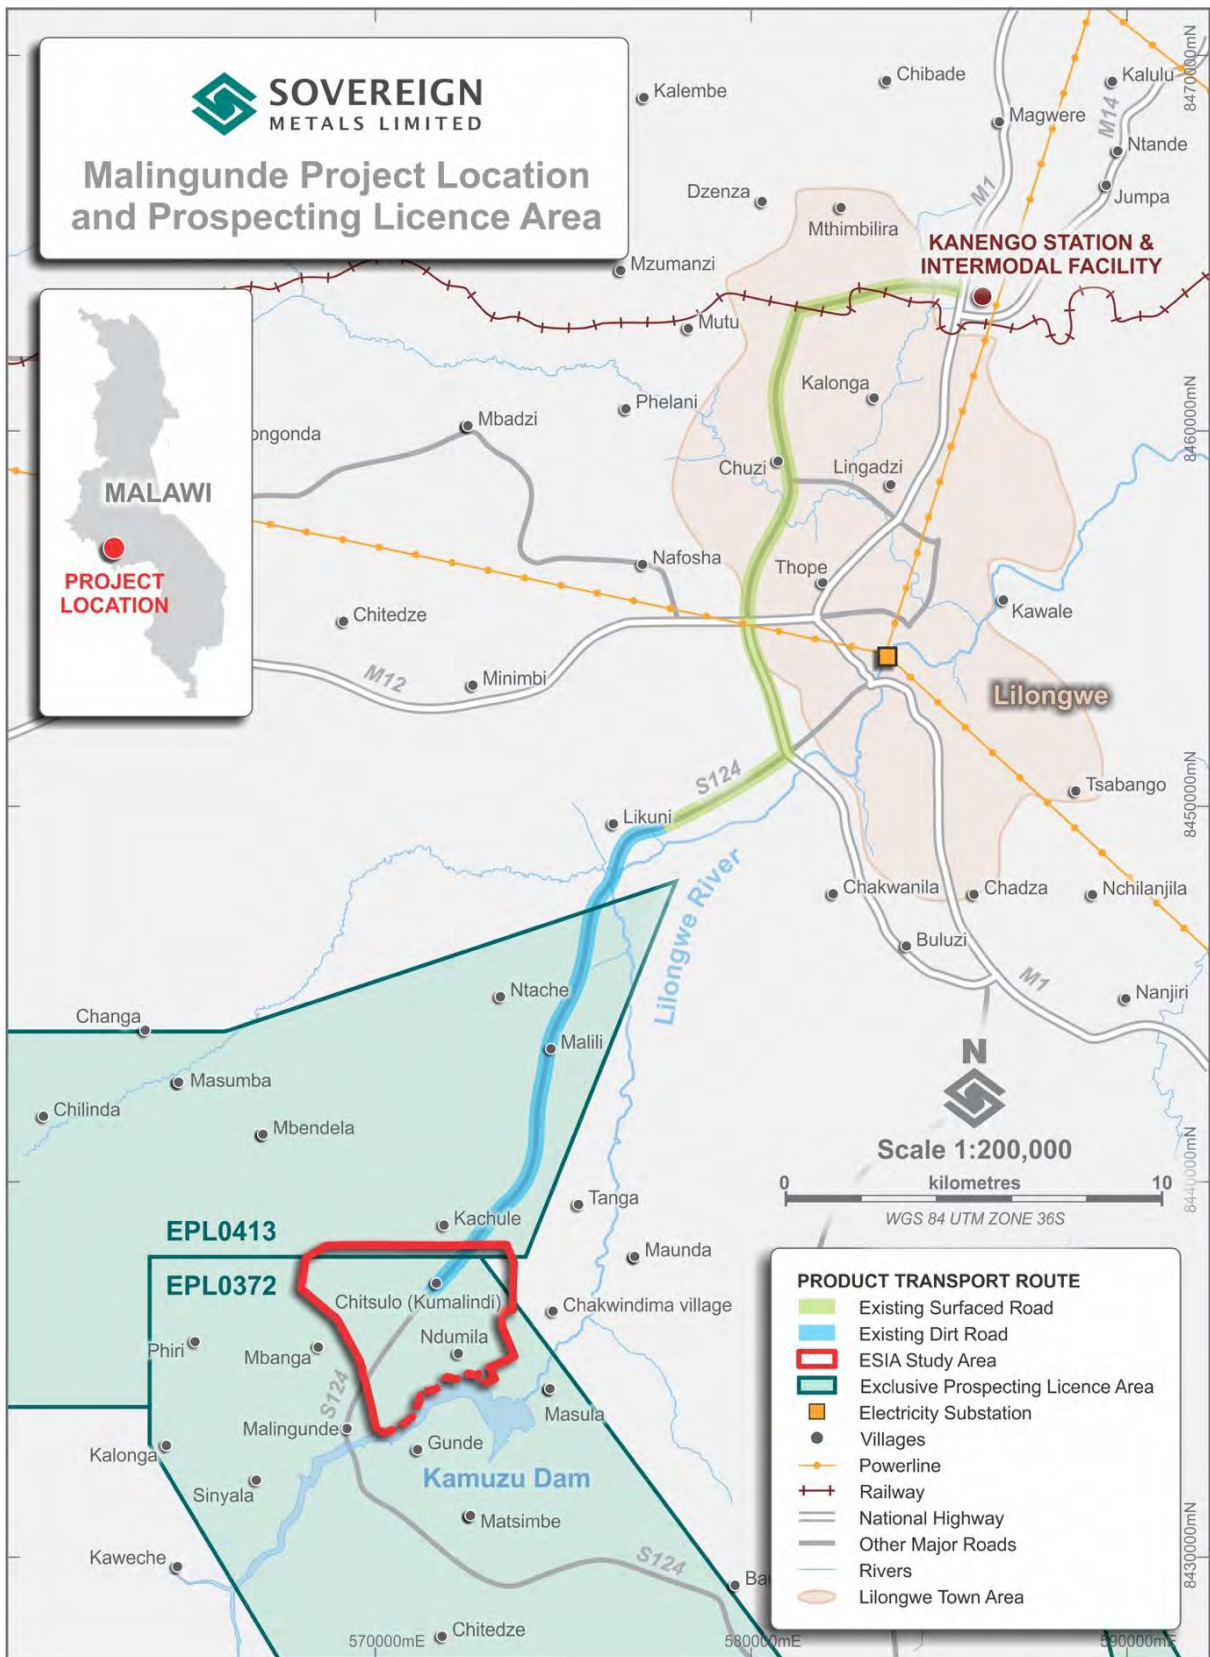 SOVEREIGN
METALS LIMITED
Malingunde Project Location
and Prospecting Licence Area
Kalembe
Chibade
Kalulu
8470000mN
Magwere
M14
Ntande
Dzenza
Mthimbilira
M1
Jumpa
KANENGO STATION &
INTERMODAL FACILITY
Mzumanzi
Mutu
MALAWI
PROJECT
LOCATION
Kalonga
Phelani
Mbadzi
ongonda
8460000mN
Chuzi
Lingadzi
Nafosha
Thope
Kawale
Chitedze
M12
Minimbi
Lilongwe
S124
Tsabango
8450000mN
Likuni
Lilongwe River
Chakwanila
Chadza
Nchilanjila
Buluzi
M1
Ntache
Nanjiri
Changa
Malili
Masumba
Chilinda
Mbendela
N
Scale 1:200,000
0 kilometres 10
WGS 84 UTM ZONE 36S
8440000mN
Tanga
Kachule
EPL0413
Maunda
EPL0372
Chitsulo (Kumalindi)
Chakwindima village
Phiri
Mbanga
Ndumila
S124
Masula
Malingunde
Kalonga
Gunde
Sinyala
Kamuzu Dam
Matsimbe
Kaweche
S124
Bau
8430000mN
Chitedze
570000mE
580000mE
590000mE
PRODUCT TRANSPORT ROUTE
Existing Surfaced Road
Existing Dirt Road
ESIA Study Area
Exclusive Prospecting Licence Area
Electricity Substation
Villages
Powerline
Railway
National Highway
Other Major Roads
Rivers
Lilongwe Town Area